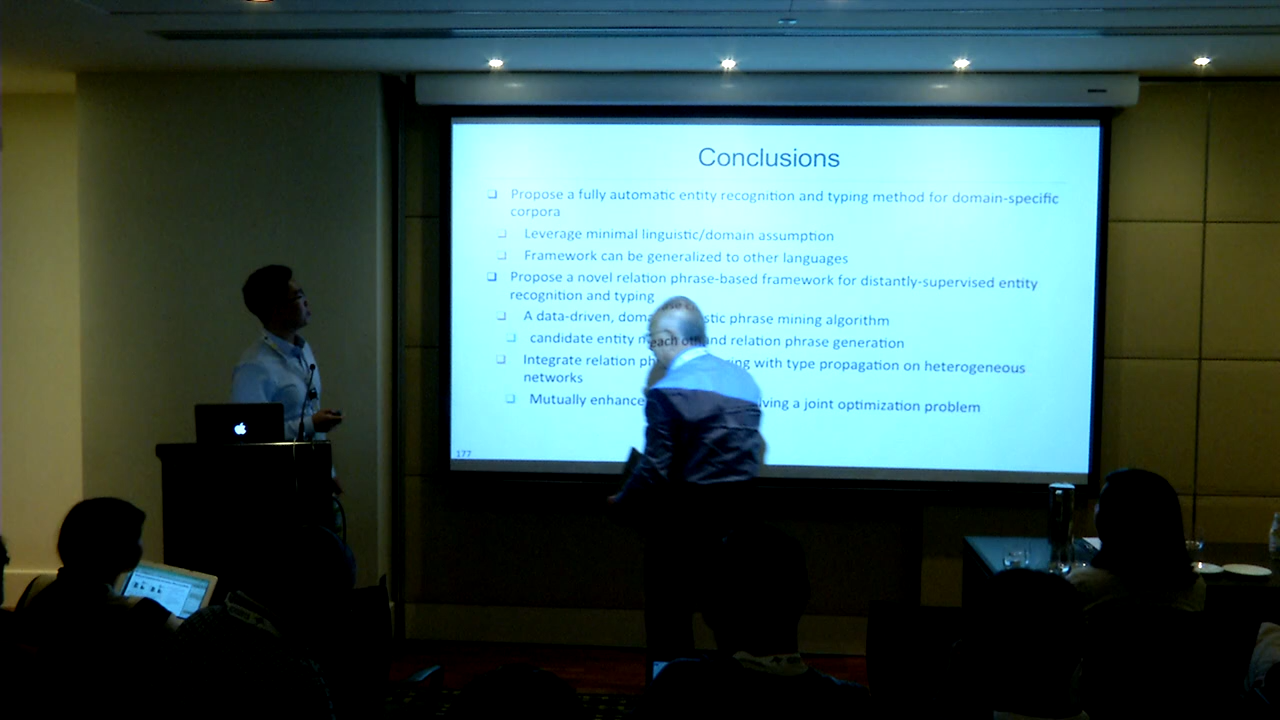 Conclusions
Propose a fully automatic entity recognition and typing method for domain-specific
corpora
Leverage minimal linguistic/domain assumption
Framework can be generalized to other languages
Propose a novel relation phrase-based framework for distantly-supervised entity
recognition and typing
A data-driven, stic phrase mining algorithm
candidate entity each oth nd relation phrase generation
Integrate relation ph ng with type propagation on heterogeneous
networks
Mutually enhance lving a joint optimization problem
177